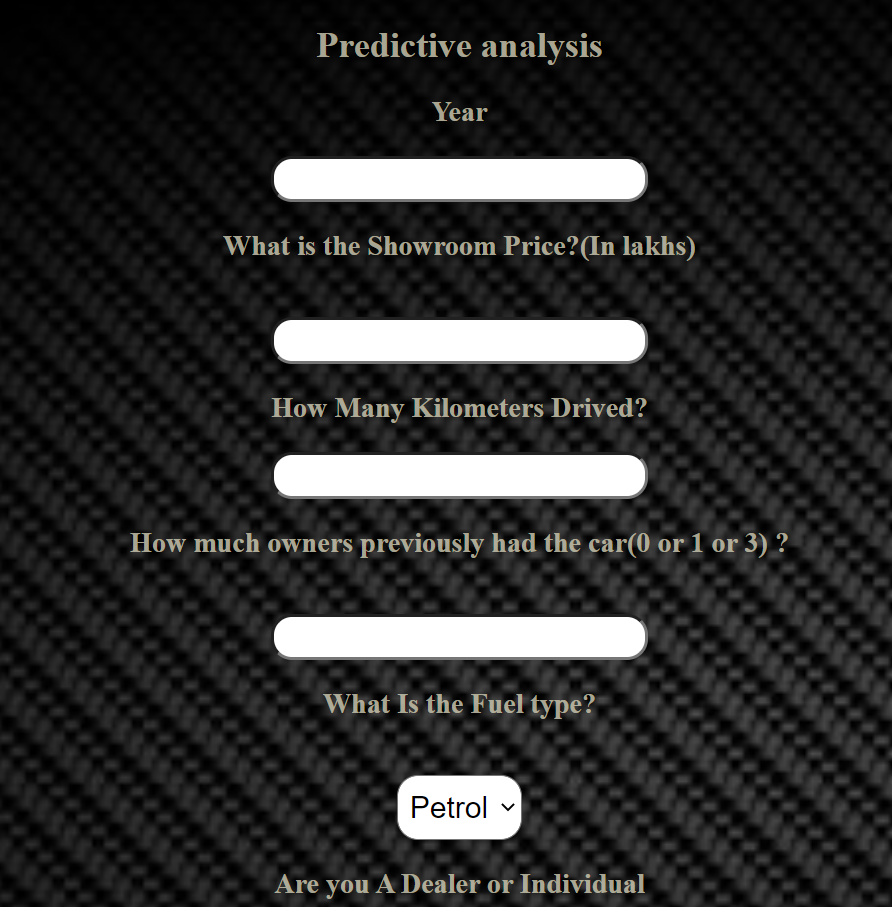 Predictive analysis
Year
What is the Showroom Price?(In lakhs)
How Many Kilometers Drived?
How much owners previously had the car(0 or 1 or 3) ?
What Is the Fuel type?
Petrol
Are you A Dealer or Individual